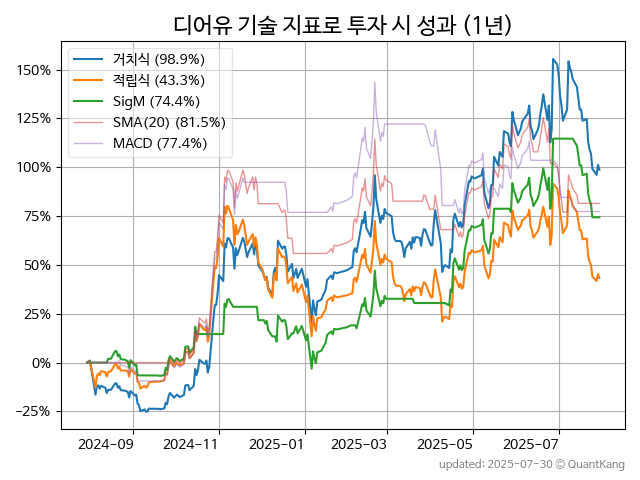 디어유 기술 지표로 투자 시 성과 (1년)
거치식 (98.9%)
적립식 (43.3%)
SigM (74.4%)
SMA(20) (81.5%)
MACD (77.4%)
150%
125%
100%
75%
50%
25%
0%
−25%
2024-09 2024-11 2025-01 2025-03 2025-05 2025-07
updated: 2025-07-30 © QuantKang